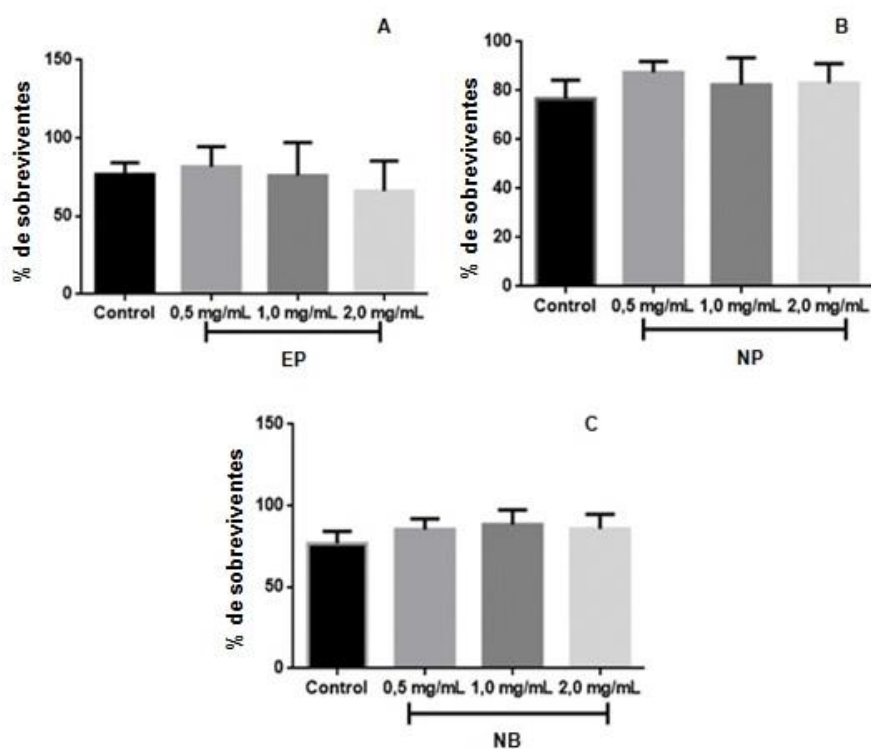 A
% de sobreviventes
150
100
50
0
Control 0,5 mg/mL 1,0 mg/mL 2,0 mg/mL
EP
B
% de sobreviventes
100
80
60
40
20
0
Control 0,5 mg/mL 1,0 mg/mL 2,0 mg/mL
NP
C
% de sobreviventes
150
100
50
0
Control 0,5 mg/mL 1,0 mg/mL 2,0 mg/mL
NB